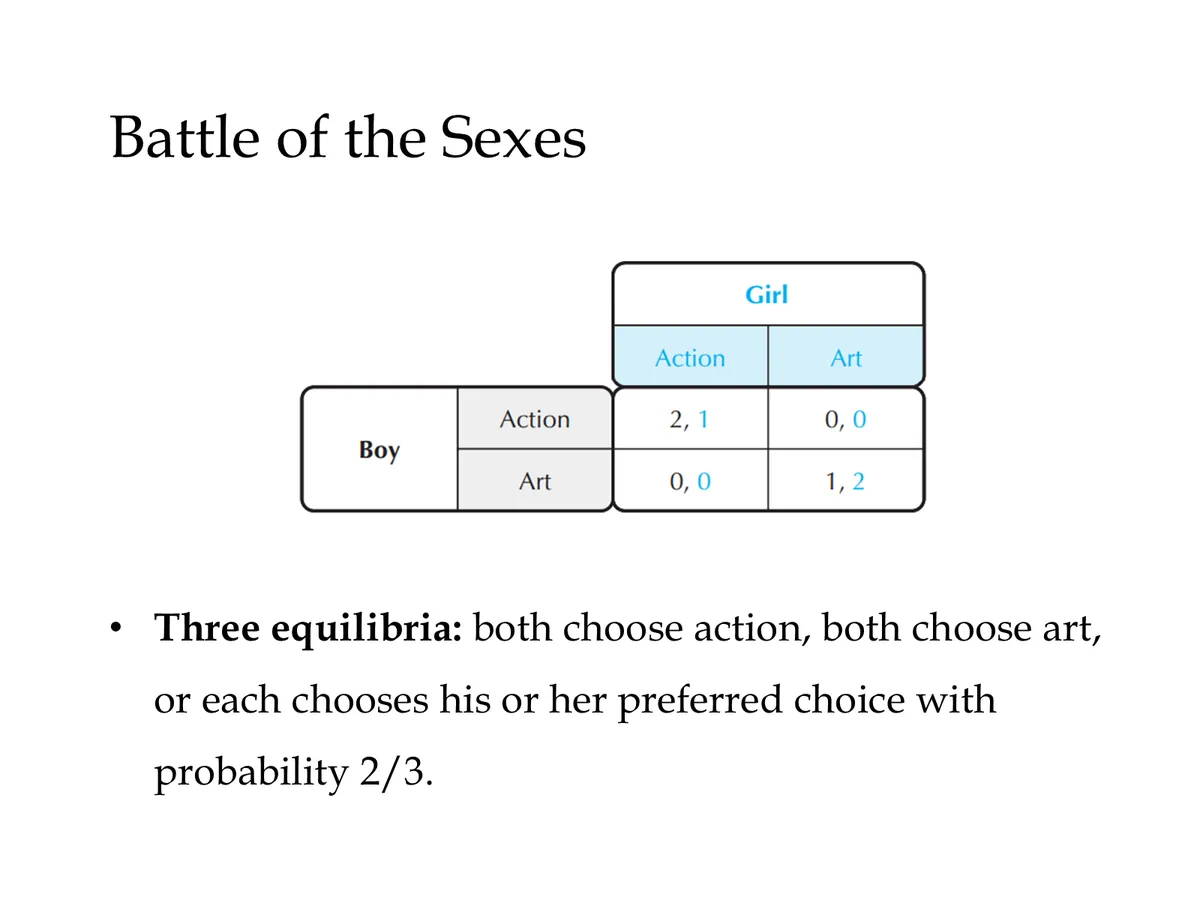 Battle of the Sexes
Girl
Action Art
Boy
Action 2, 1 0, 0
Art 0, 0 1, 2
• Three equilibria: both choose action, both choose art,
or each chooses his or her preferred choice with
probability 2/3.